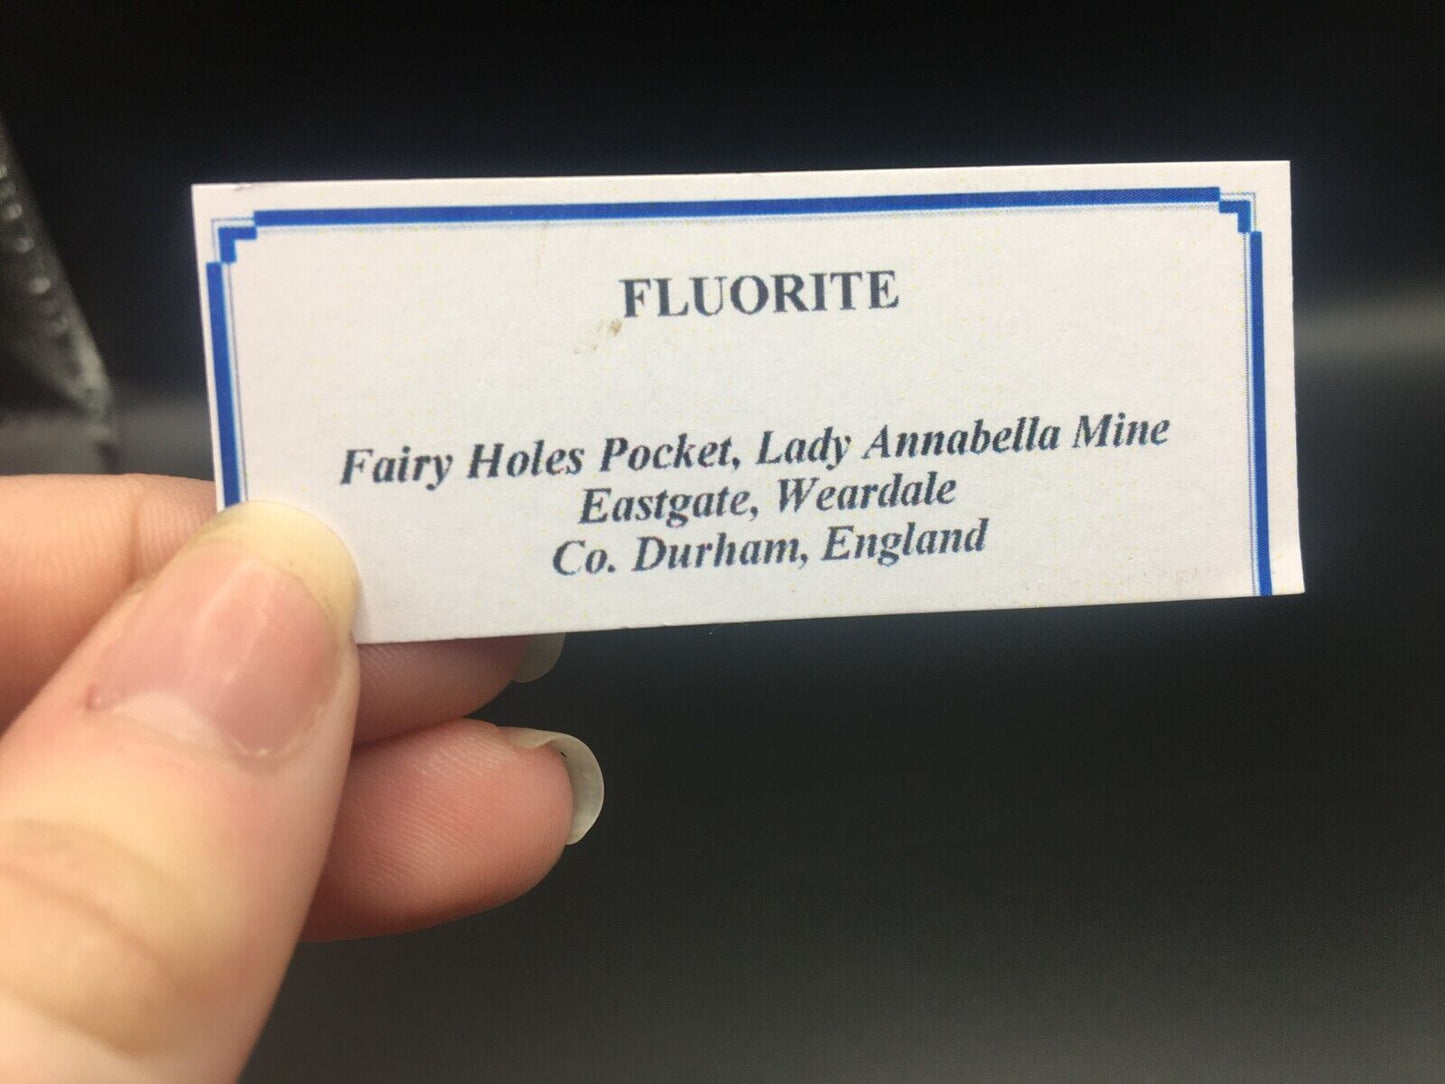 FLUORITE
Fairy Holes Pocket, Lady Annabella Mine
Eastgate, Weardale
Co. Durham, England